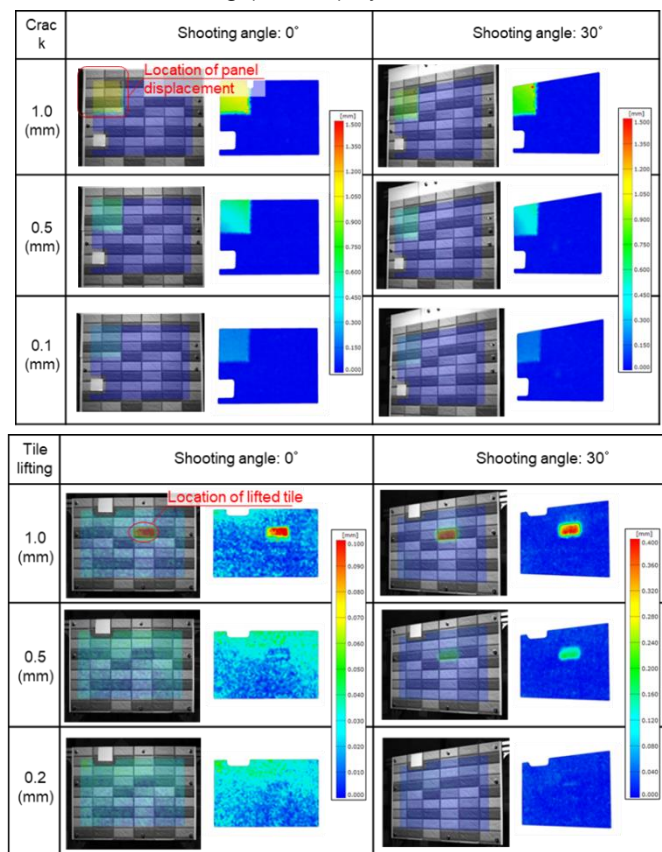 Crac
k
Shooting angle: 0˚
Shooting angle: 30˚
1.0
(mm)
Location of panel
displacement
[mm]
1.500
1.350
1.200
1.050
0.900
0.750
0.600
0.450
0.300
0.150
0.000
[mm]
1.500
1.350
1.200
1.050
0.900
0.750
0.600
0.450
0.300
0.150
0.000
0.5
(mm)
0.1
(mm)
Tile
lifting
Shooting angle: 0˚
Shooting angle: 30˚
1.0
(mm)
Location of lifted tile
[mm]
0.100
0.090
0.080
0.070
0.060
0.050
0.040
0.030
0.020
0.010
0.000
[mm]
0.400
0.360
0.320
0.280
0.240
0.200
0.160
0.120
0.080
0.040
0.000
0.5
(mm)
0.2
(mm)